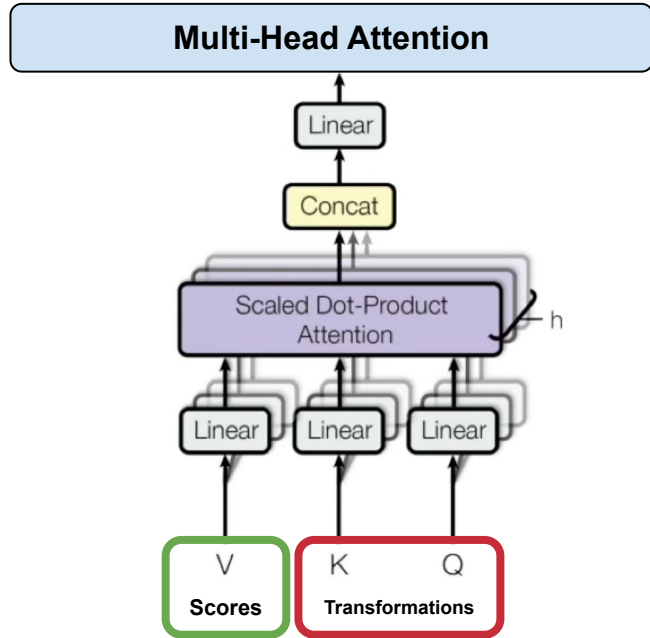 Multi-Head Attention
Linear
Concat
Scaled Dot-Product
Attention
h
Linear Linear Linear
V K Q
Scores Transformations